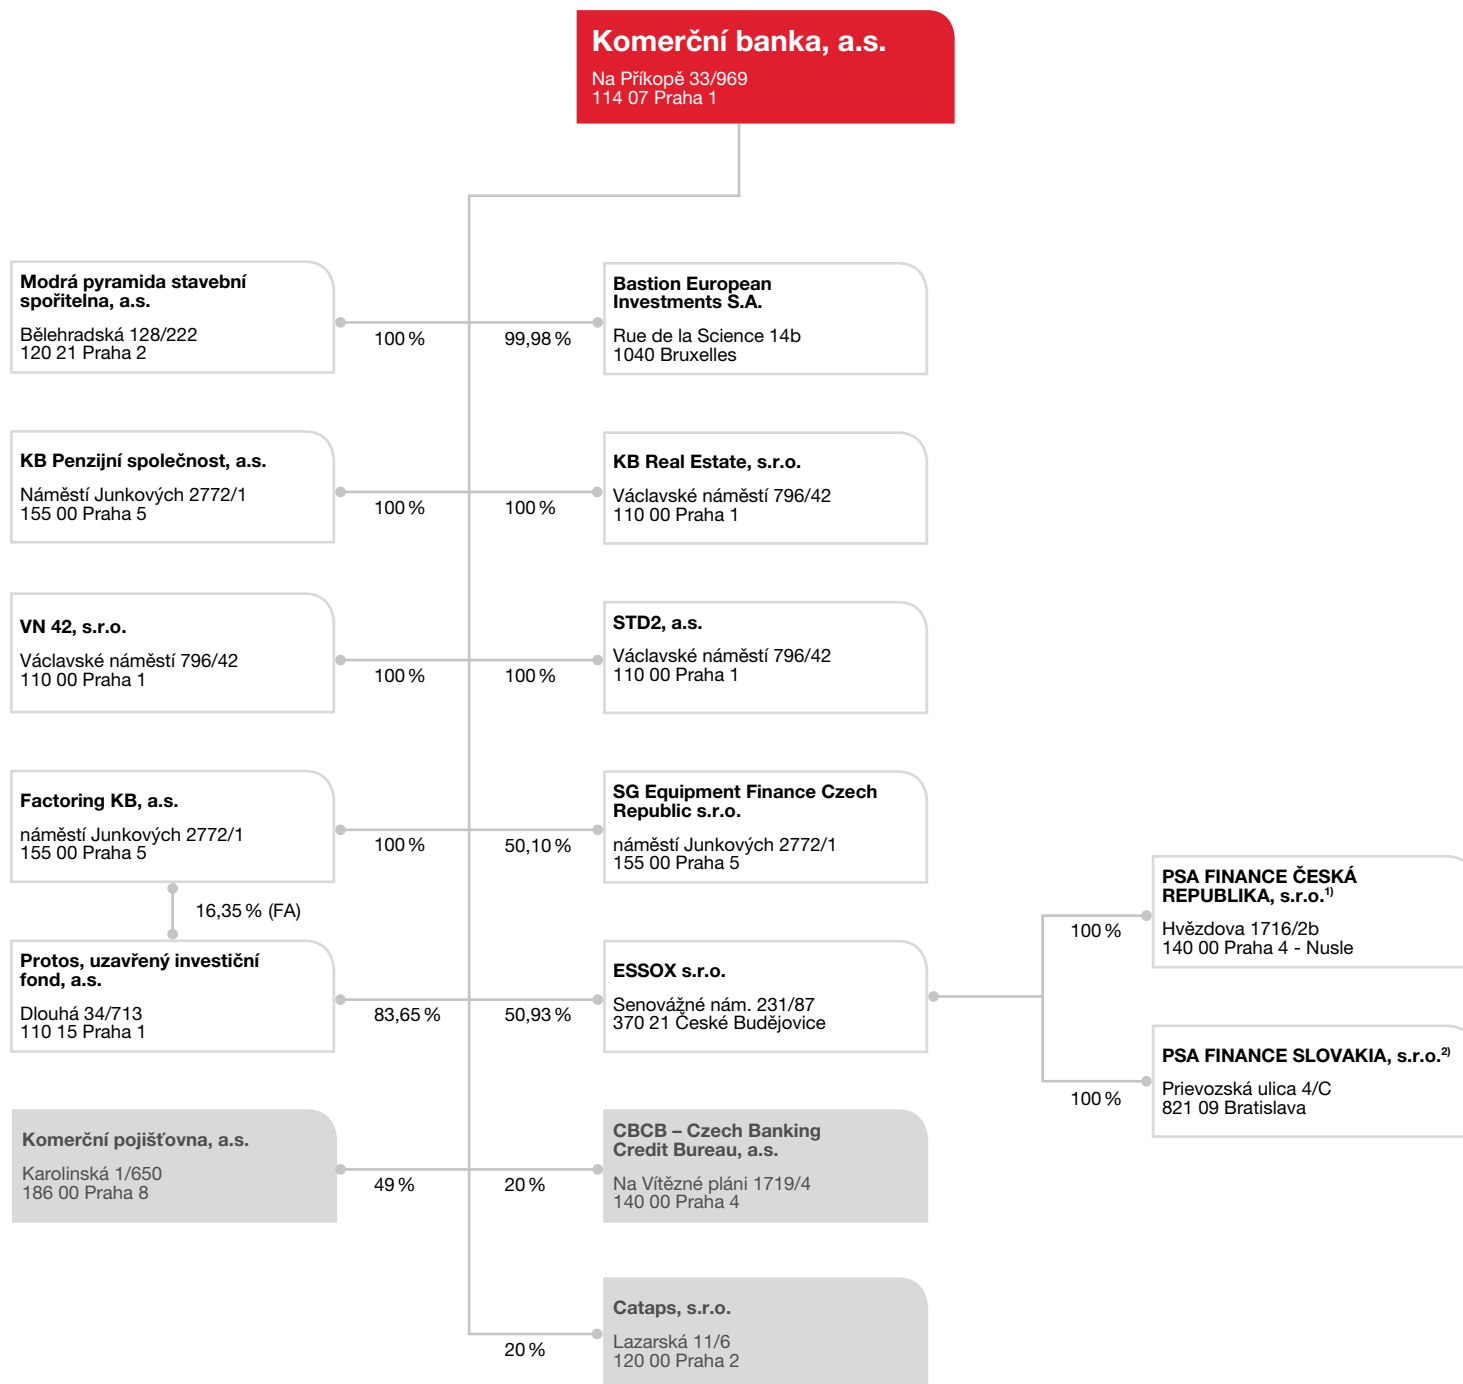 Komerční banka, a.s.
Na Příkopě 33/969
114 07 Praha 1
Modrá pyramida stavební
spořitelna, a.s.
Bělehradská 128/222
120 21 Praha 2
100 %
99,98 %
Bastion European
Investments S.A.
Rue de la Science 14b
1040 Bruxelles
KB Penzijní společnost, a.s.
Náměstí Junkových 2772/1
155 00 Praha 5
100 %
100 %
KB Real Estate, s.r.o.
Václavské náměstí 796/42
110 00 Praha 1
VN 42, s.r.o.
Václavské náměstí 796/42
110 00 Praha 1
100 %
100 %
STD2, a.s.
Václavské náměstí 796/42
110 00 Praha 1
Factoring KB, a.s.
náměstí Junkových 2772/1
155 00 Praha 5
100 %
50,10 %
SG Equipment Finance Czech
Republic s.r.o.
náměstí Junkových 2772/1
155 00 Praha 5
16,35 % (FA)
Protos, uzavřený investiční
fond, a.s.
Dlouhá 34/713
110 15 Praha 1
83,65 %
50,93 %
ESSOX s.r.o.
Senovážné nám. 231/87
370 21 České Budějovice
100 %
PSA FINANCE ČESKÁ
REPUBLIKA, s.r.o.¹⁾
Hvězdova 1716/2b
140 00 Praha 4 - Nusle
100 %
PSA FINANCE SLOVAKIA, s.r.o.²⁾
Prievozská ulica 4/C
821 09 Bratislava
Komerční pojišťovna, a.s.
Karolinská 1/650
186 00 Praha 8
49 %
20 %
CBCB – Czech Banking
Credit Bureau, a.s.
Na Vítězné pláni 1719/4
140 00 Praha 4
20 %
Cataps, s.r.o.
Lazarská 11/6
120 00 Praha 2